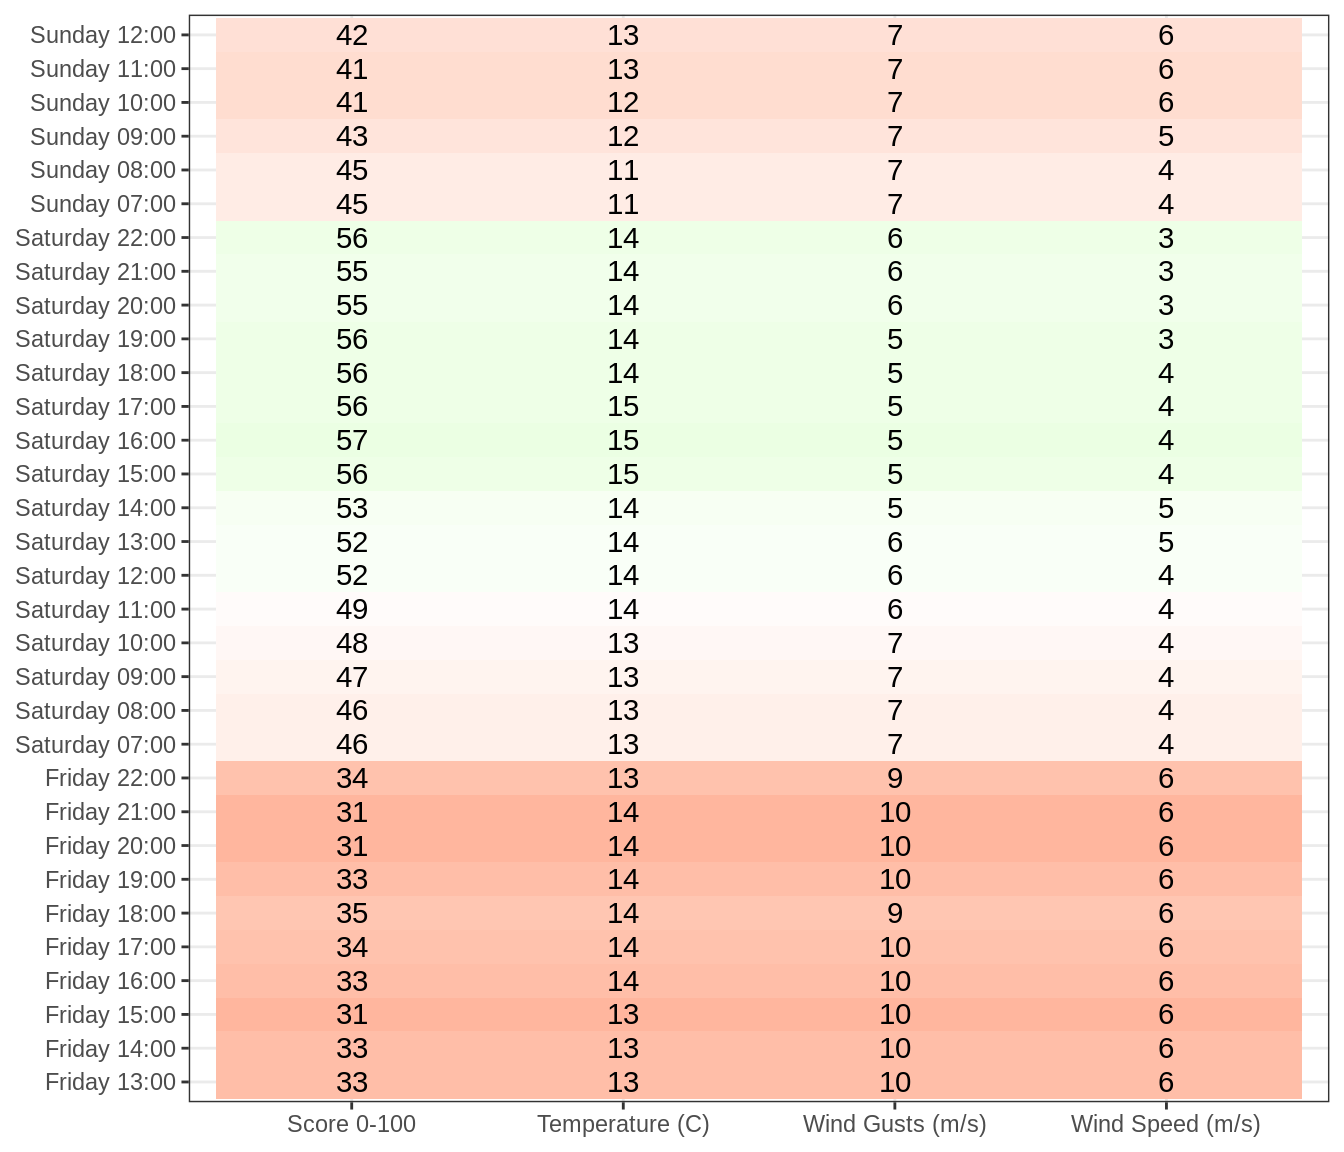 Sunday 12:00 42 13 7 6
Sunday 11:00 41 13 7 6
Sunday 10:00 41 12 7 6
Sunday 09:00 43 12 7 5
Sunday 08:00 45 11 7 4
Sunday 07:00 45 11 7 4
Saturday 22:00 56 14 6 3
Saturday 21:00 55 14 6 3
Saturday 20:00 55 14 6 3
Saturday 19:00 56 14 5 3
Saturday 18:00 56 14 5 4
Saturday 17:00 56 15 5 4
Saturday 16:00 57 15 5 4
Saturday 15:00 56 15 5 4
Saturday 14:00 53 14 5 5
Saturday 13:00 52 14 6 5
Saturday 12:00 52 14 6 4
Saturday 11:00 49 14 6 4
Saturday 10:00 48 13 7 4
Saturday 09:00 47 13 7 4
Saturday 08:00 46 13 7 4
Saturday 07:00 46 13 7 4
Friday 22:00 34 13 9 6
Friday 21:00 31 14 10 6
Friday 20:00 31 14 10 6
Friday 19:00 33 14 10 6
Friday 18:00 35 14 9 6
Friday 17:00 34 14 10 6
Friday 16:00 33 14 10 6
Friday 15:00 31 13 10 6
Friday 14:00 33 13 10 6
Friday 13:00 33 13 10 6
Score 0-100 Temperature (C) Wind Gusts (m/s) Wind Speed (m/s)